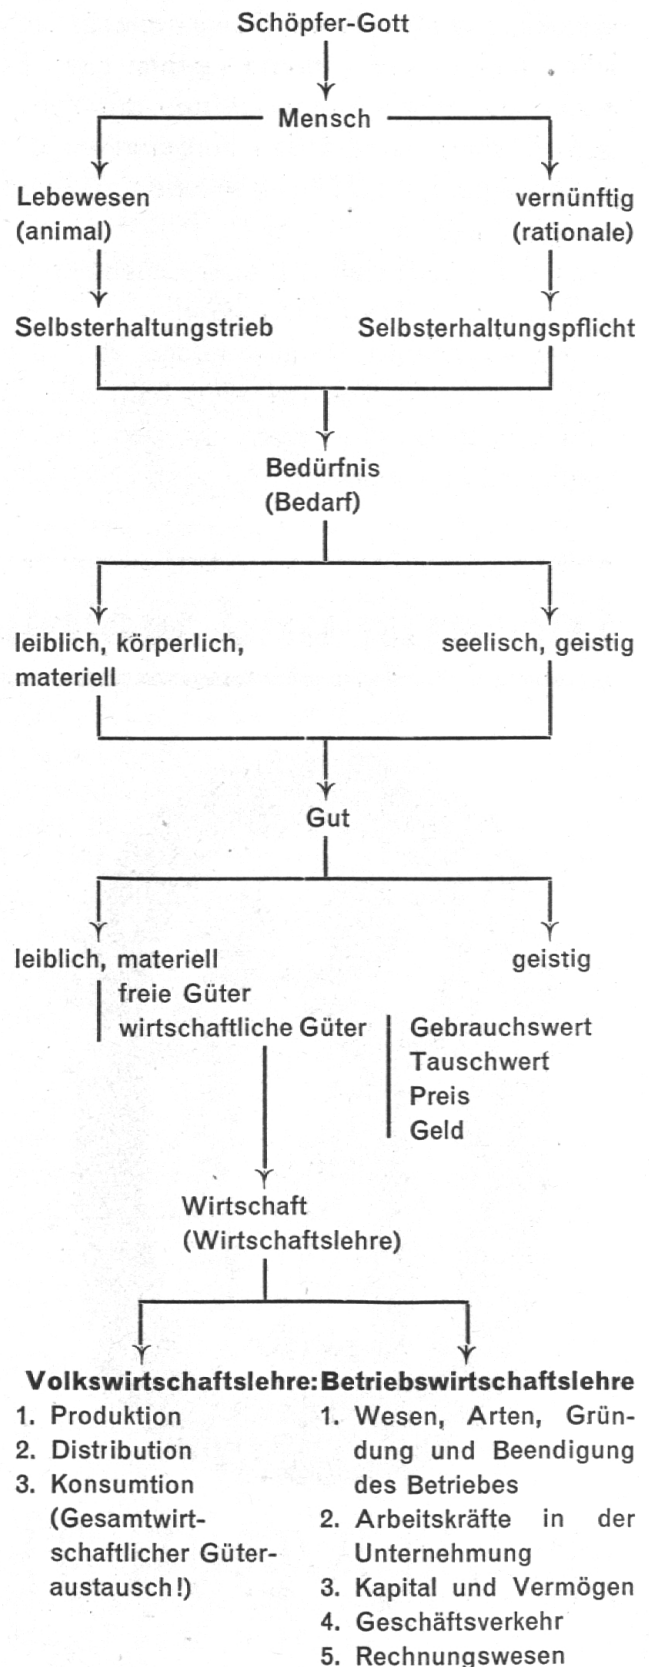 Schöpfer-Gott
Mensch
Lebewesen
(animal)
vernünftig
(rationale)
Selbsterhaltungstrieb
Selbsterhaltungspflicht
Bedürfnis
(Bedarf)
leiblich, körperlich,
materiell
seelisch, geistig
Gut
leiblich, materiell
freie Güter
wirtschaftliche Güter
geistig
Gebrauchswert
Tauschwert
Preis
Geld
Wirtschaft
(Wirtschaftslehre)
Volkswirtschaftslehre:
1. Produktion
2. Distribution
3. Konsumtion
(Gesamtwirt-
schaftlicher Güter-
austausch!)
Betriebswirtschaftslehre
1. Wesen, Arten, Grün-
dung und Beendigung
des Betriebes
2. Arbeitskräfte in der
Unternehmung
3. Kapital und Vermögen
4. Geschäftsverkehr
5. Rechnungswesen